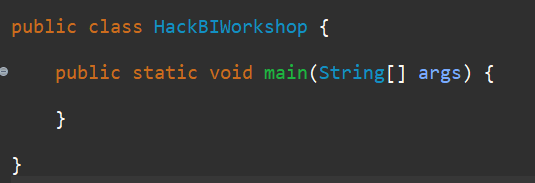 public class HackBIWorkshop {
public static void main(String[] args) {
}
}